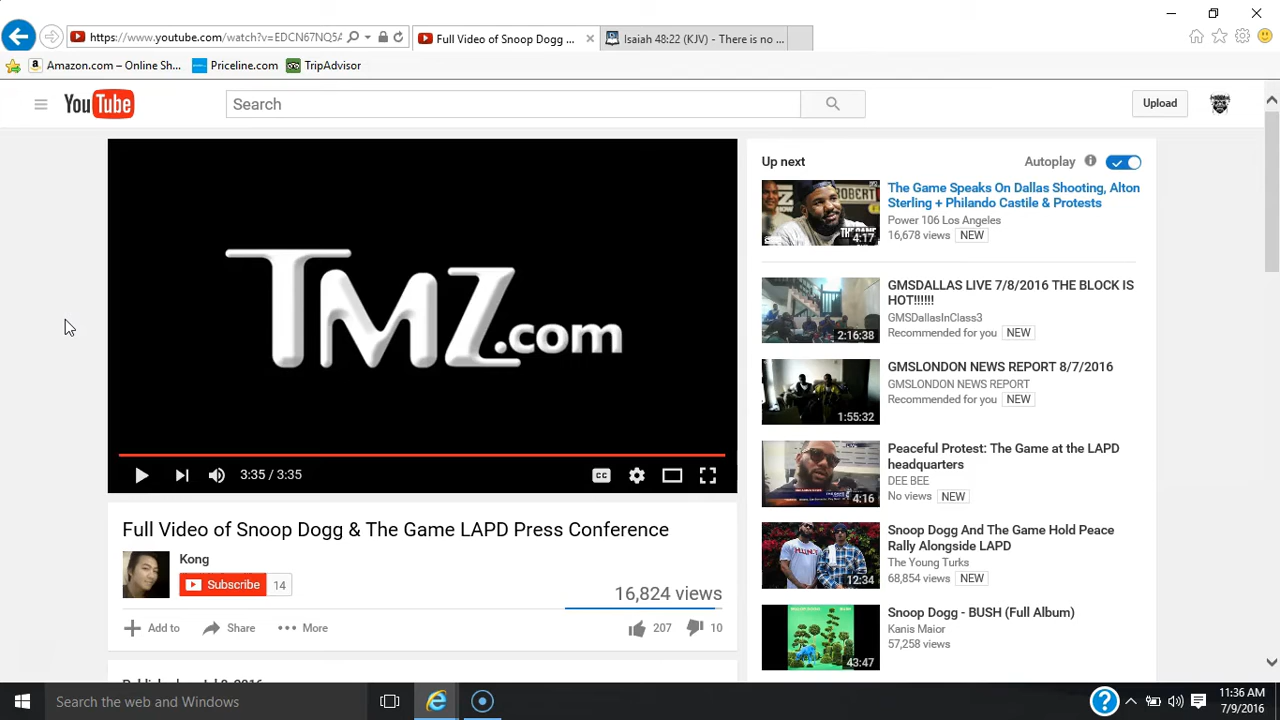 https://www.youtube.com/watch?v=EDCN67NQ5A
Full Video of Snoop Dogg ...
Isaiah 48:22 (KJV) - There is no ...
Amazon.com – Online Sh...
Priceline.com
TripAdvisor
YouTube
Search
Upload
TMZ.com
3:35 / 3:35
CC
Full Video of Snoop Dogg & The Game LAPD Press Conference
Kong
Subscribe 14
16,824 views
Add to
Share
More
207
10
Up next
Autoplay
The Game Speaks On Dallas Shooting, Alton
Sterling + Philando Castile & Protests
Power 106 Los Angeles
16,678 views NEW
4:17
GMSDALLAS LIVE 7/8/2016 THE BLOCK IS
HOT!!!!!!
GMSDallasInClass3
Recommended for you NEW
2:16:38
GMSLONDON NEWS REPORT 8/7/2016
GMSLONDON NEWS REPORT
Recommended for you NEW
1:55:32
Peaceful Protest: The Game at the LAPD
headquarters
DEE BEE
No views NEW
4:16
Snoop Dogg And The Game Hold Peace
Rally Alongside LAPD
The Young Turks
68,854 views NEW
12:34
Snoop Dogg - BUSH (Full Album)
Kanis Maior
57,258 views
43:47
Search the web and Windows
11:36 AM
7/9/2016